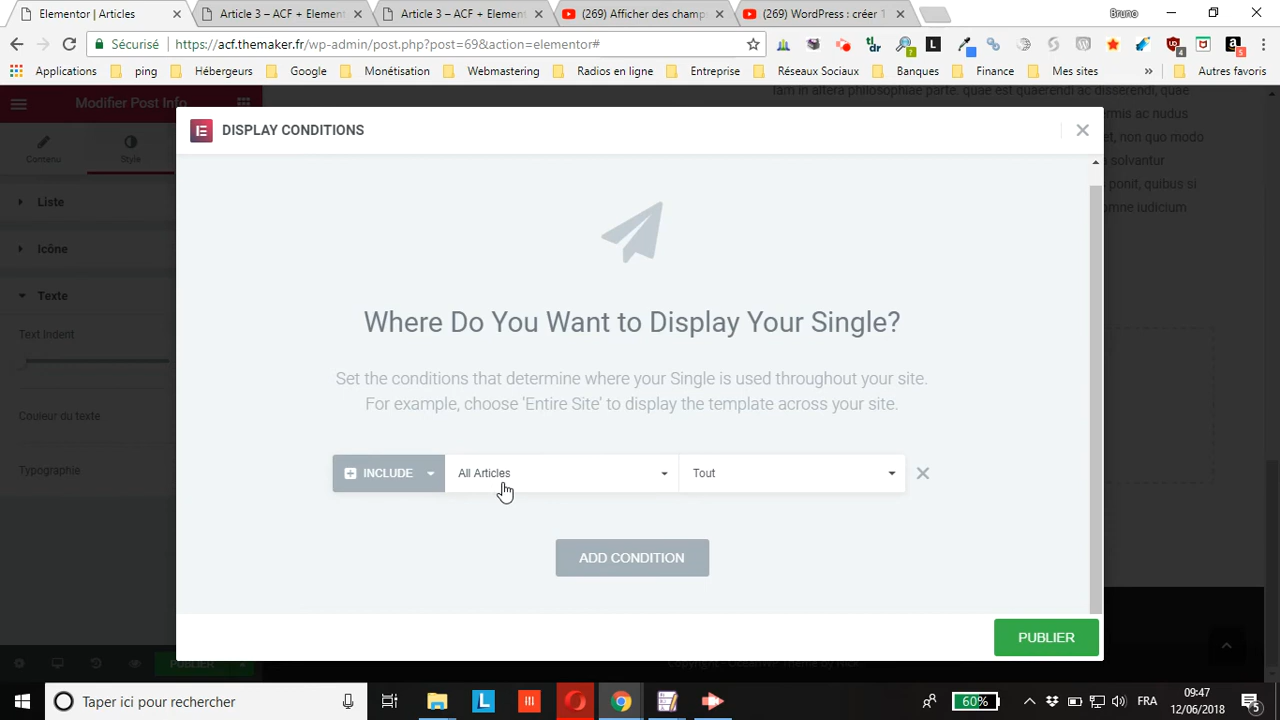 Elementor | Articles
Article 3 – ACF + Element
Article 3 – ACF + Element
(269) Afficher des champs
(269) WordPress : créer 1
Bruno
Sécurisé
https://acf.themaker.fr/wp-admin/post.php?post=69&action=elementor#
Applications
ping
Hébergeurs
Google
Monétisation
Webmastering
Radios en ligne
Entreprise
Réseaux Sociaux
Banques
Finance
Mes sites
»
Autres favoris
Modifier Post Info
Contenu
Style
Liste
Icône
Texte
Text Indent
Couleur du texte
Typographie
PUBLIER
DISPLAY CONDITIONS
Where Do You Want to Display Your Single?
Set the conditions that determine where your Single is used throughout your site.
For example, choose 'Entire Site' to display the template across your site.
INCLUDE
All Articles
Tout
ADD CONDITION
PUBLIER
Taper ici pour rechercher
60%
FRA
09:47
12/06/2018
5